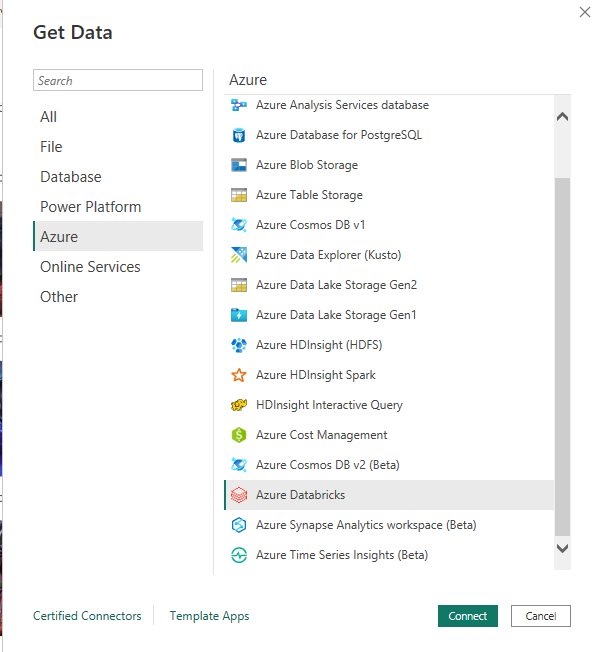 Get Data
Search
All
File
Database
Power Platform
Azure
Online Services
Other
Azure
Azure Analysis Services database
Azure Database for PostgreSQL
Azure Blob Storage
Azure Table Storage
Azure Cosmos DB v1
Azure Data Explorer (Kusto)
Azure Data Lake Storage Gen2
Azure Data Lake Storage Gen1
Azure HDInsight (HDFS)
Azure HDInsight Spark
HDInsight Interactive Query
Azure Cost Management
Azure Cosmos DB v2 (Beta)
Azure Databricks
Azure Synapse Analytics workspace (Beta)
Azure Time Series Insights (Beta)
Certified Connectors
Template Apps
Connect
Cancel